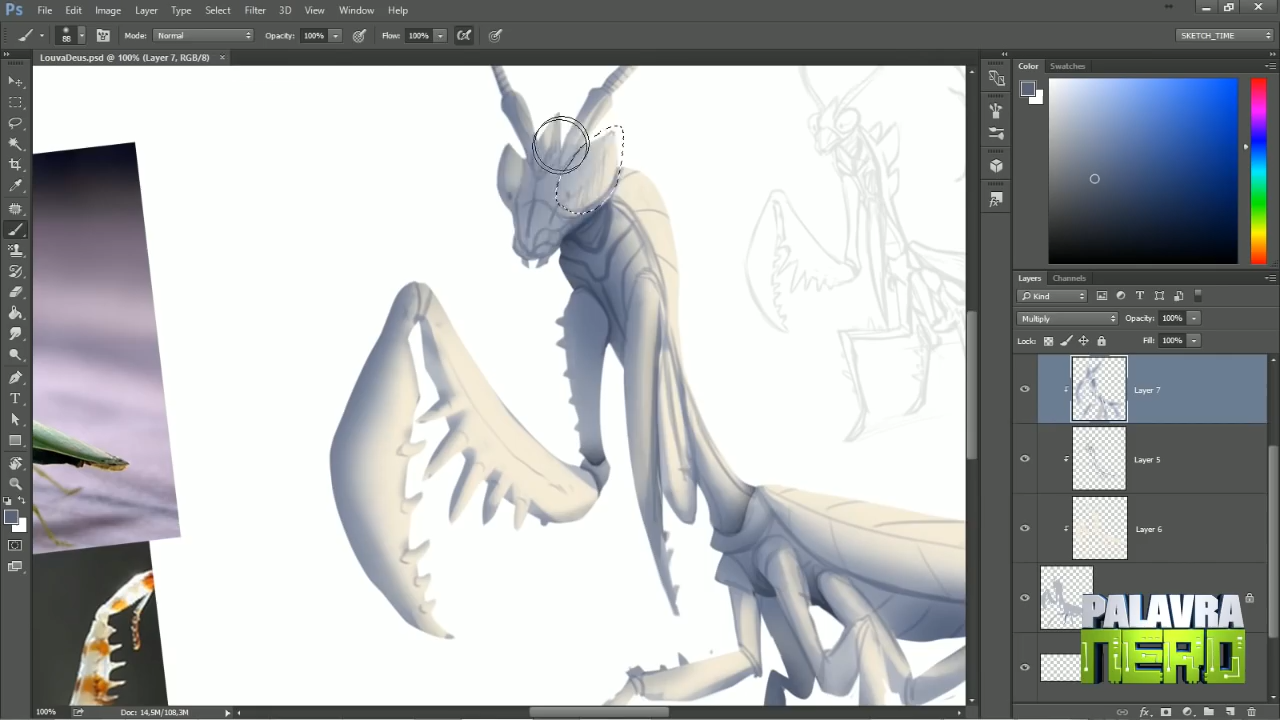 Ps File Edit Image Layer Type Select Filter 3D View Window Help
88 Mode: Normal Opacity: 100% Flow: 100% SKETCH_TIME
LouvaDeus.psd @ 100% (Layer 7, RGB/8) ×
Color Swatches
Layers Channels
Kind
Multiply Opacity: 100%
Lock: Fill: 100%
Layer 7
Layer 5
Layer 6
PALAVRA
NERD
100% Doc: 14,5M/108,3M